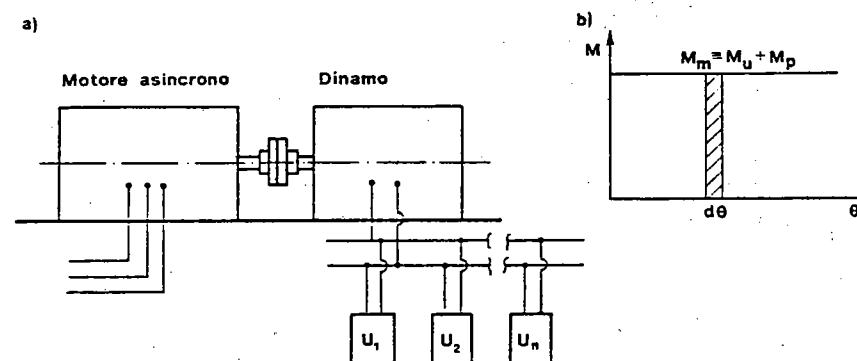 a)
Motore asincrono
Dinamo
U₁
U₂
Uₙ
b)
M
Mₘ = Mᵤ + Mₚ
dθ
θ